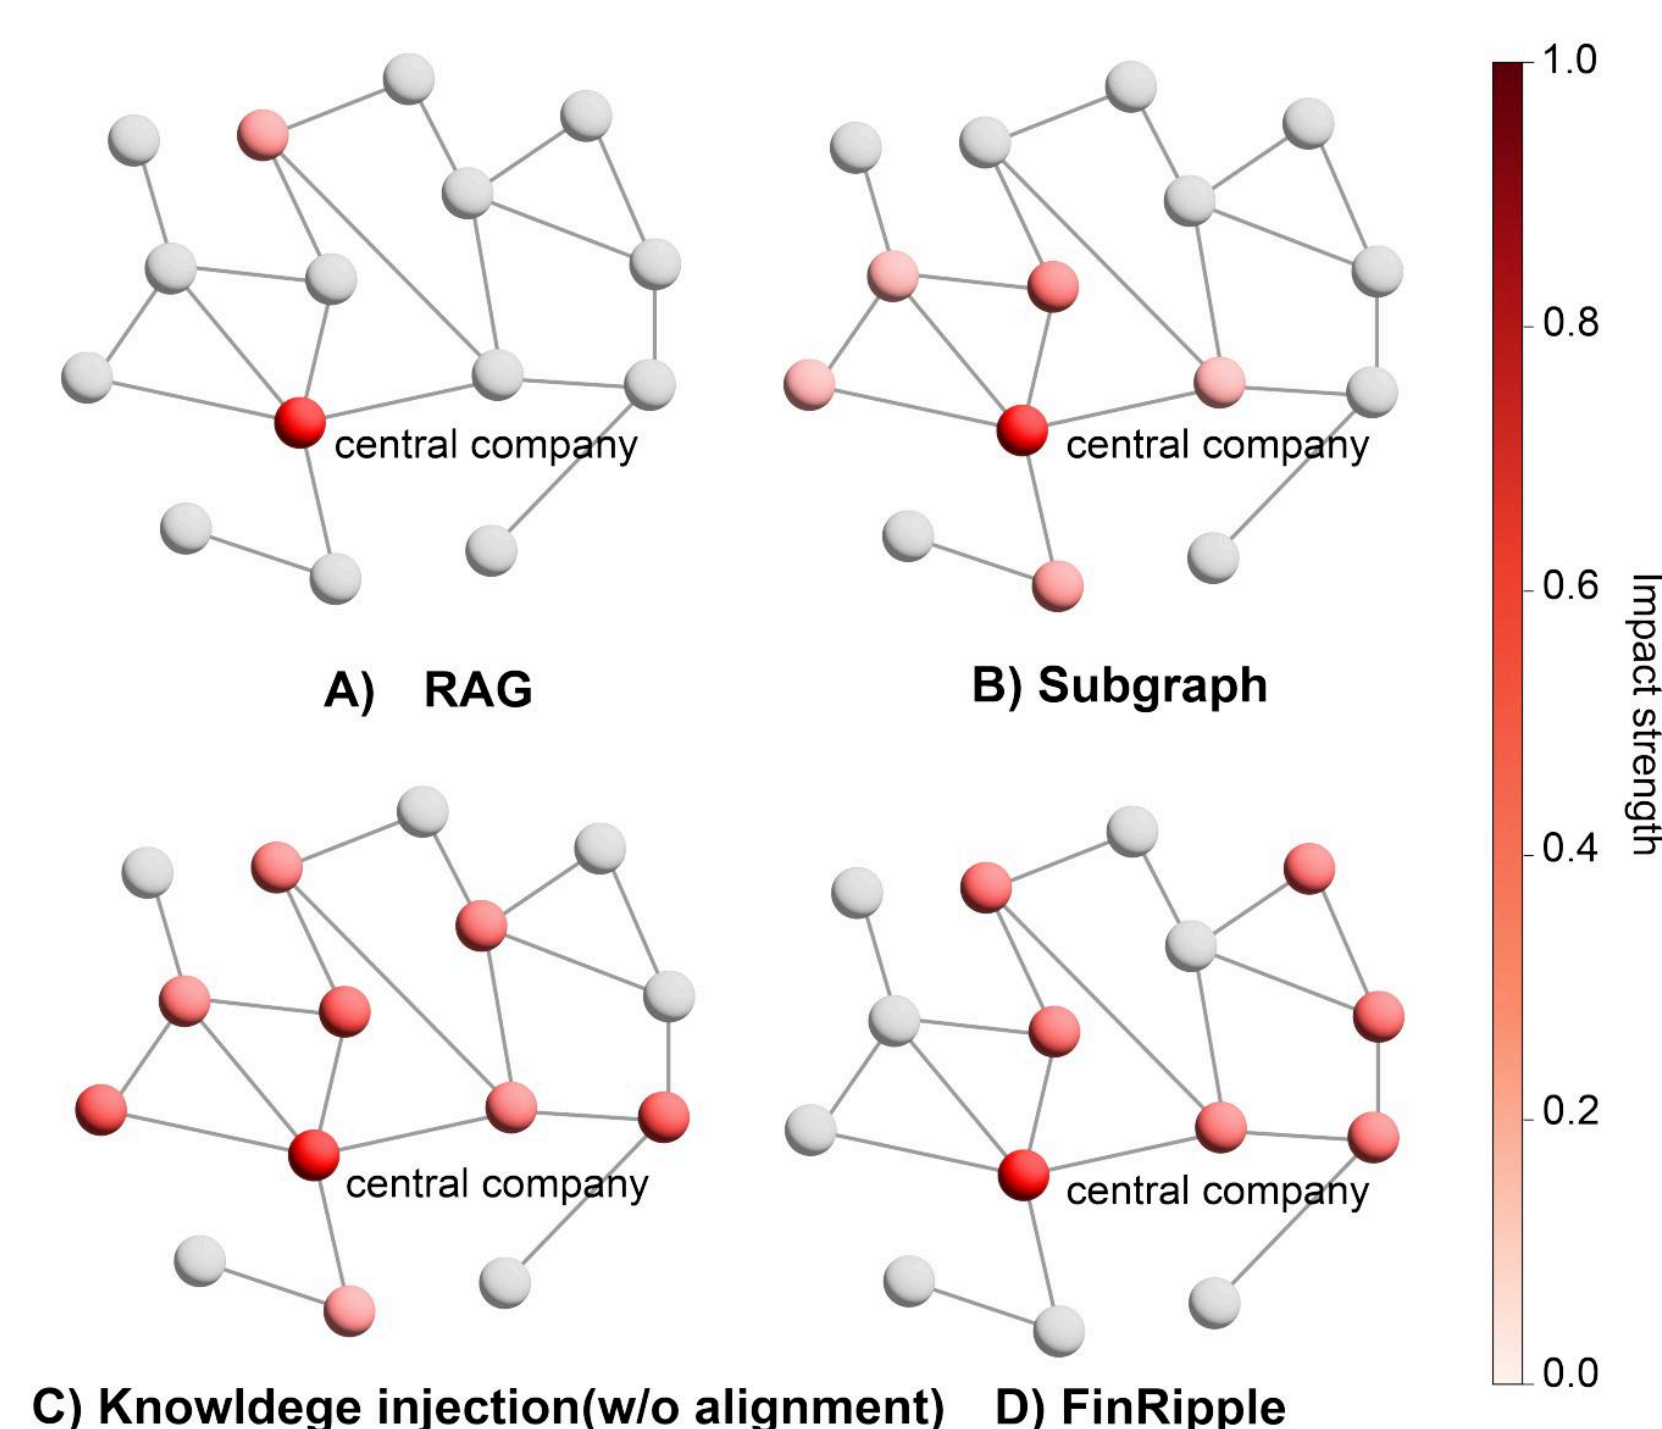 central company
central company
A) RAG
B) Subgraph
central company
central company
C) Knowldege injection(w/o alignment)
D) FinRipple
1.0
0.8
0.6
0.4
0.2
0.0
Impact strength